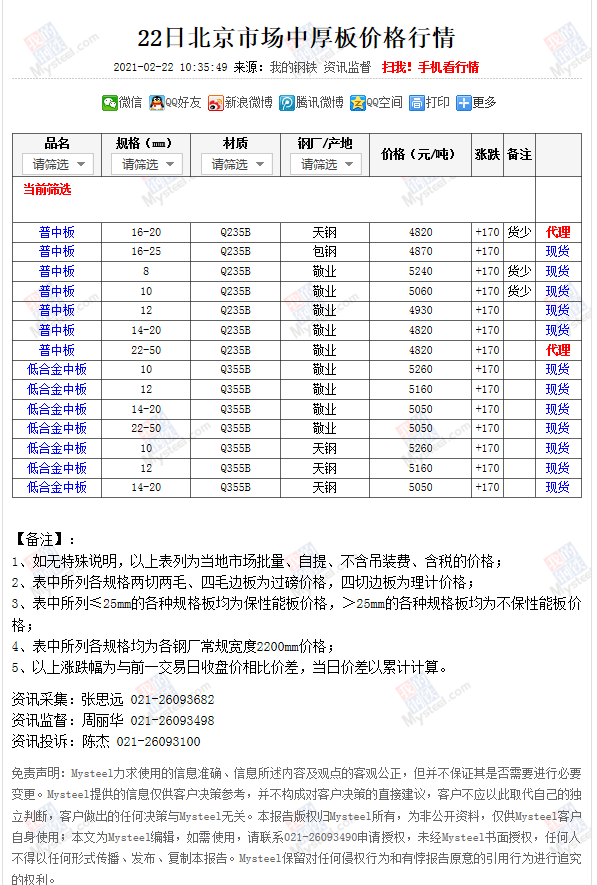 22日北京市场中厚板价格行情
2021-02-22 10:35:49 来源：我的钢铁 资讯监督 扫我！手机看行情
微信 QQ好友 新浪微博 腾讯微博 QQ空间 打印 更多
品名 规格（mm） 材质 钢厂/产地 价格（元/吨） 涨跌 备注
请筛选 请筛选 请筛选 请筛选
当前筛选
普中板 16-20 Q235B 天钢 4820 +170 货少 代理
普中板 16-25 Q235B 包钢 4870 +170 现货
普中板 8 Q235B 敬业 5240 +170 货少 现货
普中板 10 Q235B 敬业 5060 +170 货少 现货
普中板 12 Q235B 敬业 4930 +170 现货
普中板 14-20 Q235B 敬业 4820 +170 现货
普中板 22-50 Q235B 敬业 4820 +170 代理
低合金中板 10 Q355B 敬业 5260 +170 现货
低合金中板 12 Q355B 敬业 5160 +170 现货
低合金中板 14-20 Q355B 敬业 5050 +170 现货
低合金中板 22-50 Q355B 敬业 5050 +170 现货
低合金中板 10 Q355B 天钢 5260 +170 现货
低合金中板 12 Q355B 天钢 5160 +170 现货
低合金中板 14-20 Q355B 天钢 5050 +170 现货
【备注】：
1、如无特殊说明，以上表列为当地市场批量、自提、不含吊装费、含税的价格；
2、表中所列各规格两切两毛、四毛边板为过磅价格，四切边板为理计价格；
3、表中所列≤25mm的各种规格板均为保性能板价格，＞25mm的各种规格板均为不保性能板价
格；
4、表中所列各规格均为各钢厂常规宽度2200mm价格；
5、以上涨跌幅为与前一交易日收盘价相比价差，当日价差以累计计算。
资讯采集：张思远 021-26093682
资讯监督：周丽华 021-26093498
资讯投诉：陈杰 021-26093100
免责声明：Mysteel力求使用的信息准确、信息所述内容及观点的客观公正，但并不保证其是否需要进行必要
变更。Mysteel提供的信息仅供客户决策参考，并不构成对客户决策的直接建议，客户不应以此取代自己的独
立判断，客户做出的任何决策与Mysteel无关。本报告版权归Mysteel所有，为非公开资料，仅供Mysteel客户
自身使用；本文为Mysteel编辑，如需使用，请联系021-26093490申请授权，未经Mysteel书面授权，任何人
不得以任何形式传播、发布、复制本报告。Mysteel保留对任何侵权行为和有悖报告原意的引用行为进行追究
的权利。